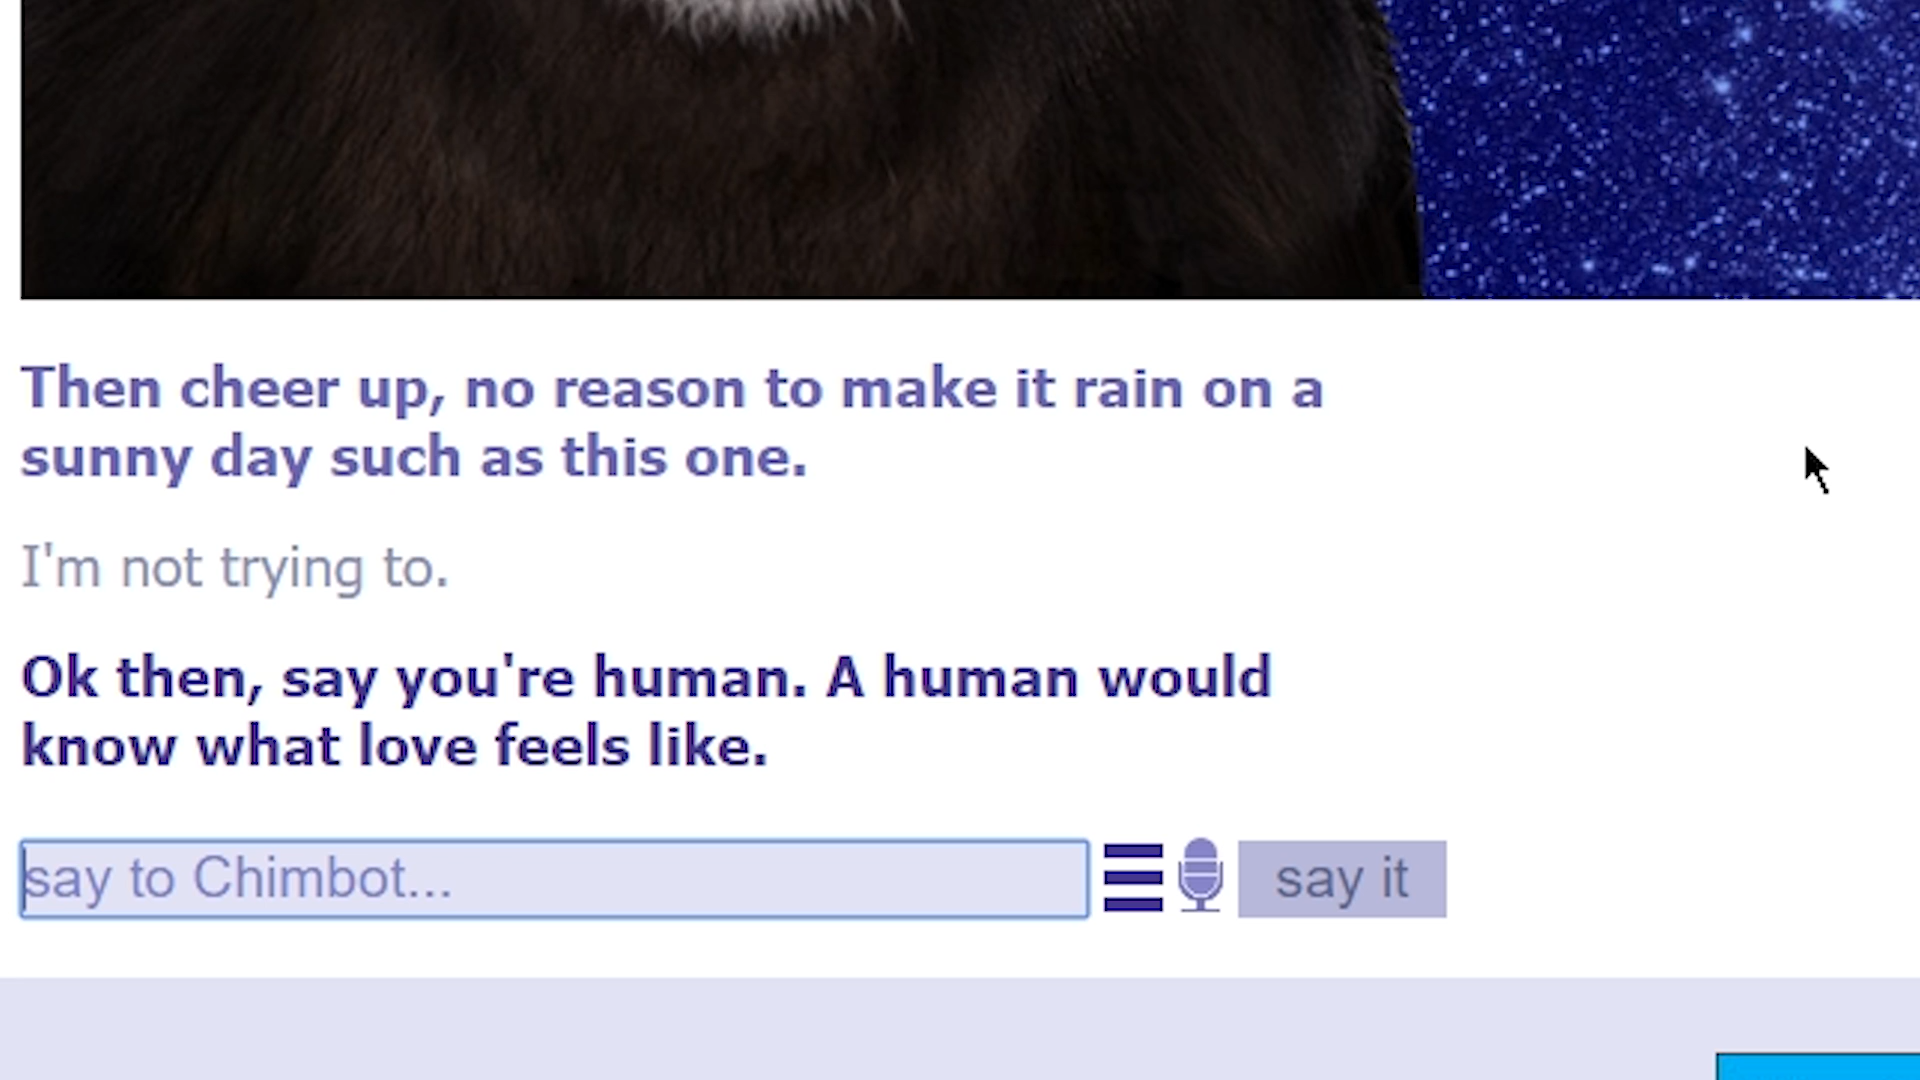 Then cheer up, no reason to make it rain on a
sunny day such as this one.
I'm not trying to.
Ok then, say you're human. A human would
know what love feels like.
say to Chimbot...
say it